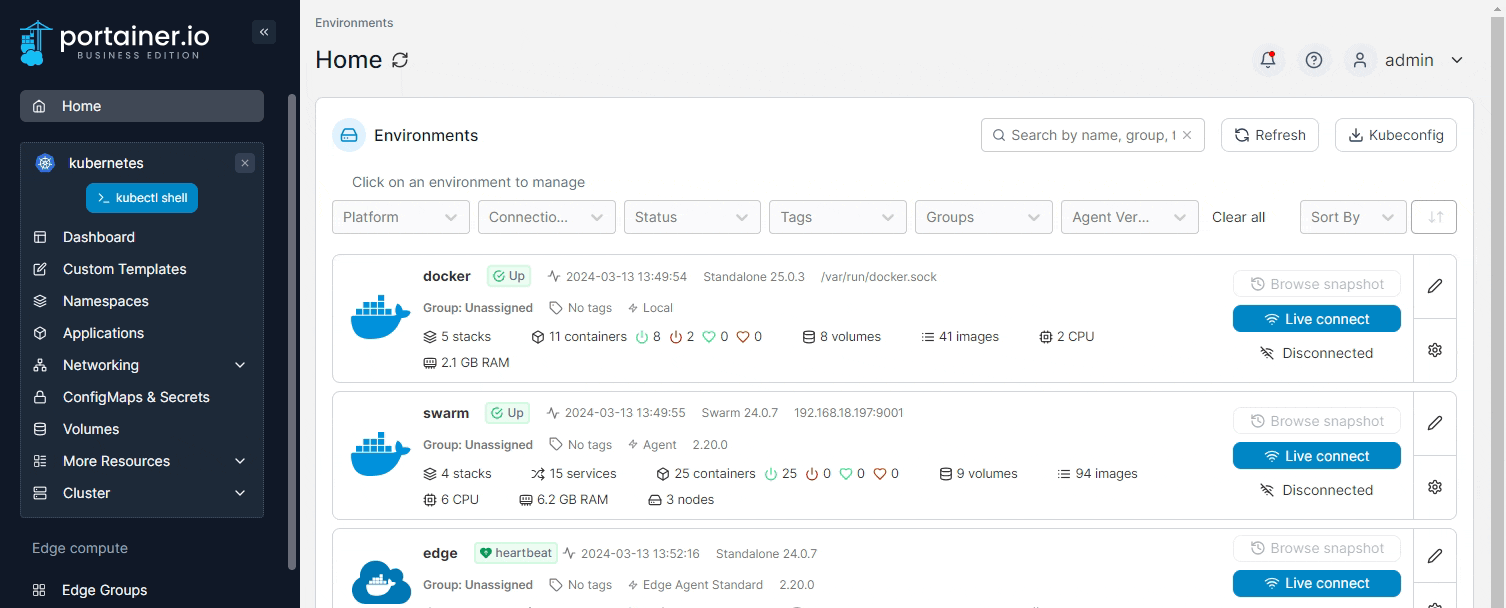 portainer.io
BUSINESS EDITION
Home
kubernetes
kubectl shell
Dashboard
Custom Templates
Namespaces
Applications
Networking
ConfigMaps & Secrets
Volumes
More Resources
Cluster
Edge compute
Edge Groups
Environments
Home
admin
Environments
Search by name, group, t
Refresh
Kubeconfig
Click on an environment to manage
Platform Connectio... Status Tags Groups Agent Ver... Clear all Sort By
docker Up 2024-03-13 13:49:54 Standalone 25.0.3 /var/run/docker.sock
Group: Unassigned No tags Local
5 stacks 11 containers 8 2 0 0 8 volumes 41 images 2 CPU
2.1 GB RAM
Browse snapshot
Live connect
Disconnected
swarm Up 2024-03-13 13:49:55 Swarm 24.0.7 192.168.18.197:9001
Group: Unassigned No tags Agent 2.20.0
4 stacks 15 services 25 containers 25 0 0 0 9 volumes 94 images
6 CPU 6.2 GB RAM 3 nodes
Browse snapshot
Live connect
Disconnected
edge heartbeat 2024-03-13 13:52:16 Standalone 24.0.7
Group: Unassigned No tags Edge Agent Standard 2.20.0
Browse snapshot
Live connect